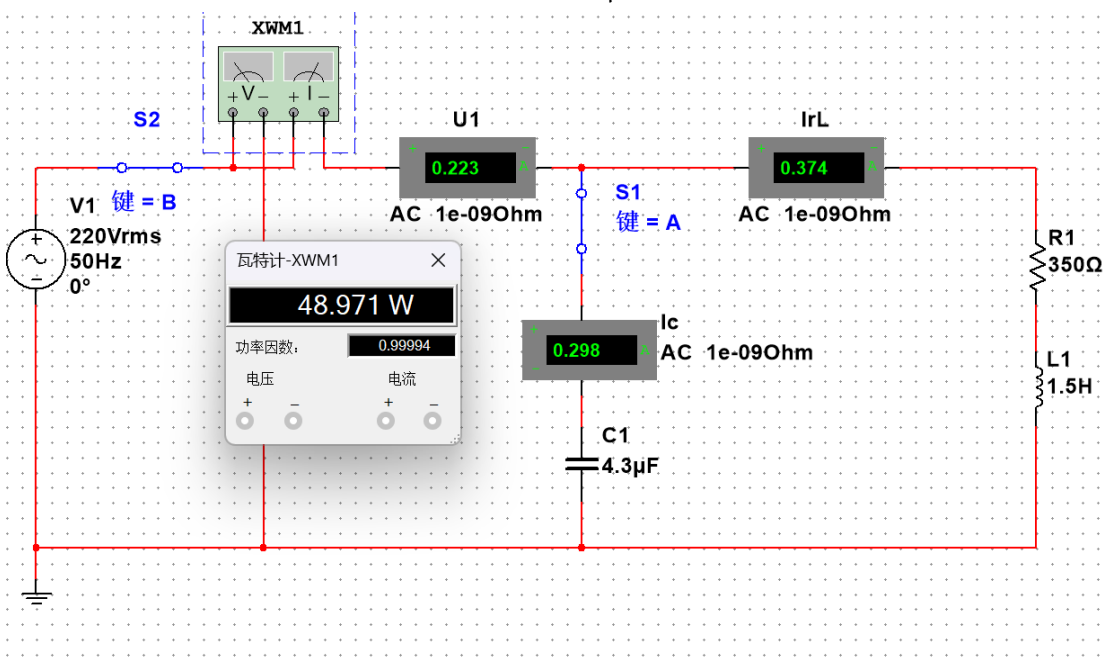 XWM1
V
I
S2
键 = B
U1
0.223
A
AC 1e-09Ohm
IrL
0.374
A
AC 1e-09Ohm
S1
键 = A
V1
220Vrms
50Hz
0°
瓦特计-XWM1
48.971 W
功率因数：
0.99994
电压
电流
+
−
+
−
R1
350Ω
Ic
0.298
A
AC 1e-09Ohm
L1
1.5H
C1
4.3µF